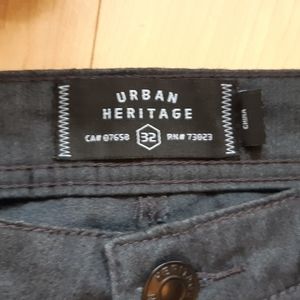 URBAN
HERITAGE
CA# 07658 32 RN# 73023
CHINA